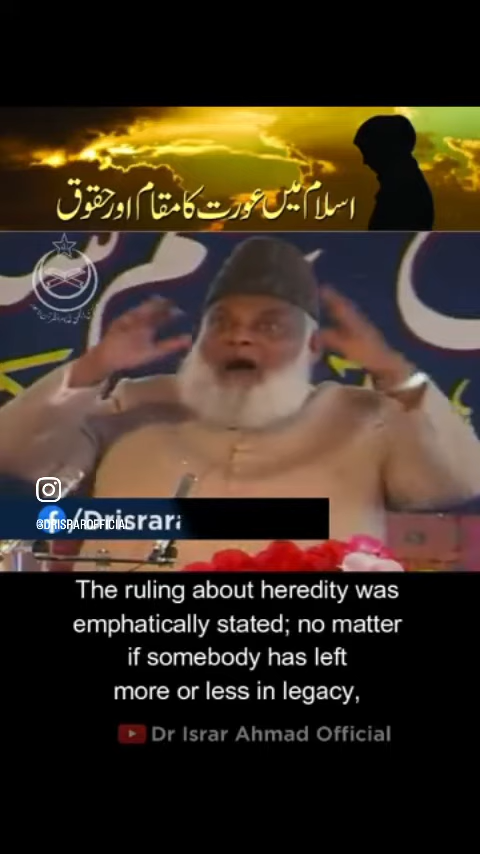 اسلام میں عورت کا مقام اور حقوق
@DRISRAROFFICIAL
/Drisrar
The ruling about heredity was
emphatically stated; no matter
if somebody has left
more or less in legacy,
Dr Israr Ahmad Official